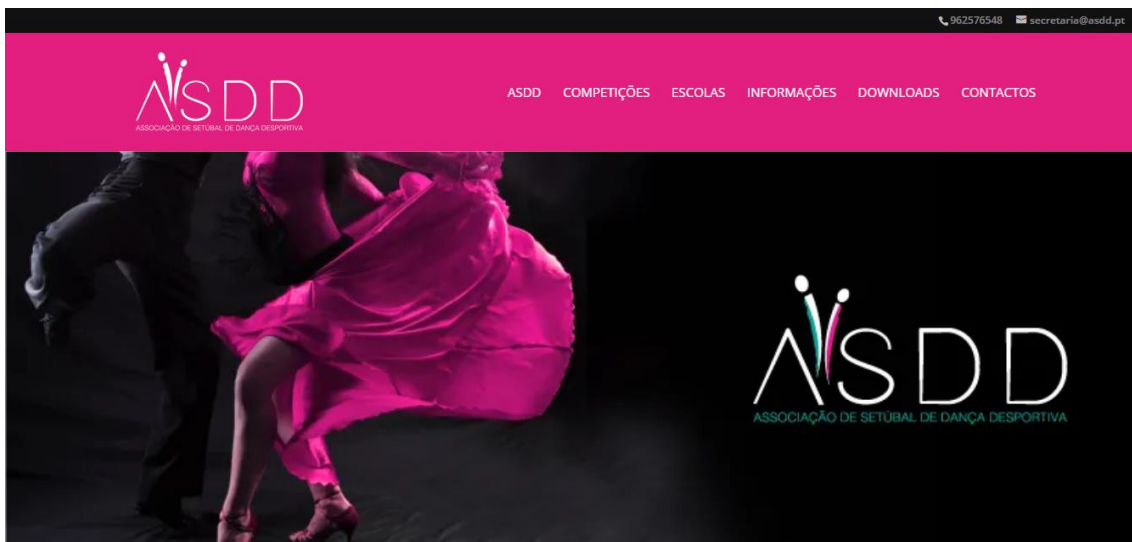 962576548 secretaria@asdd.pt
ASDD
ASSOCIAÇÃO DE SETÚBAL DE DANÇA DESPORTIVA
ASDD COMPETIÇÕES ESCOLAS INFORMAÇÕES DOWNLOADS CONTACTOS
ASDD
ASSOCIAÇÃO DE SETÚBAL DE DANÇA DESPORTIVA